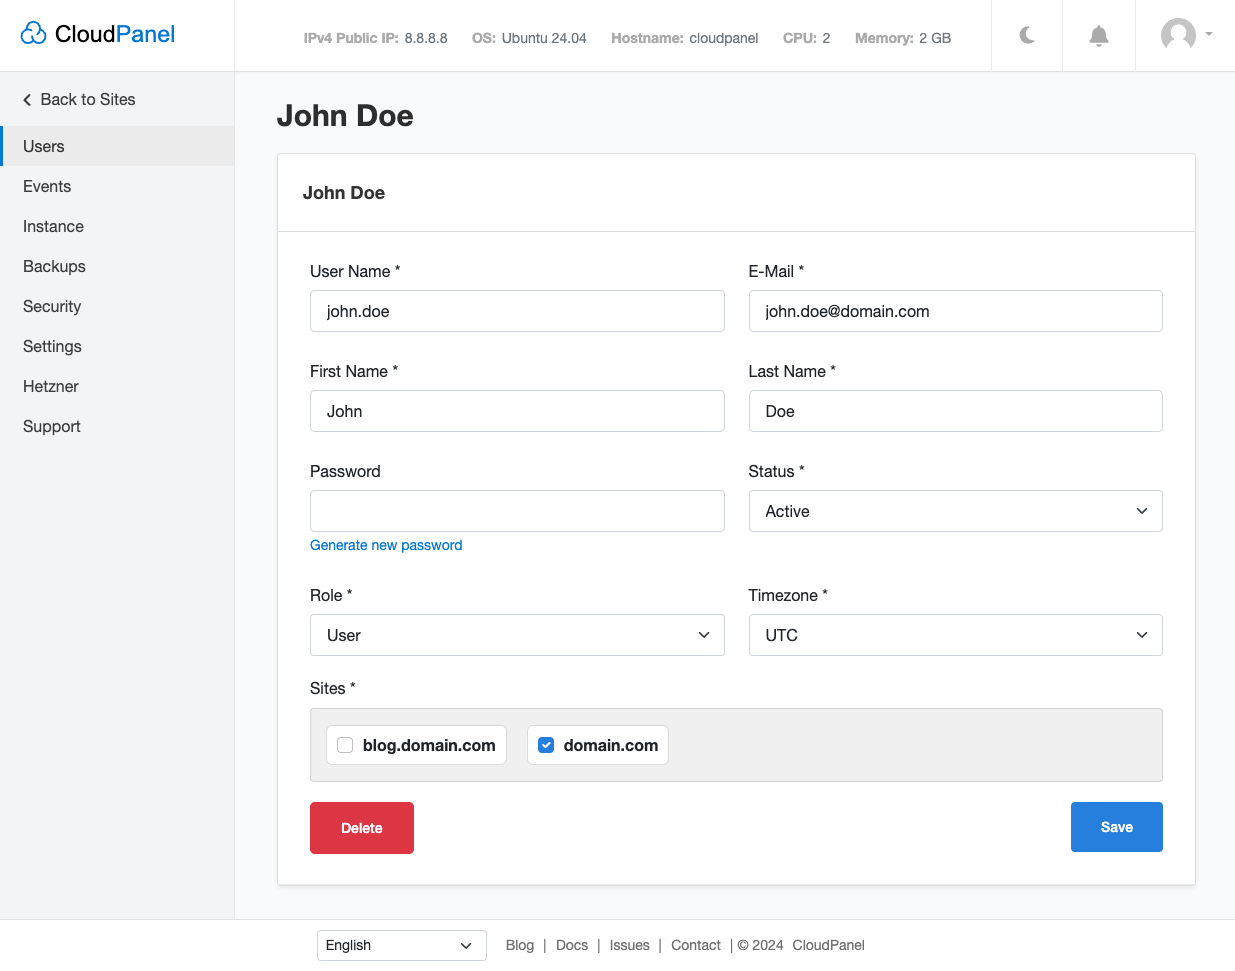 CloudPanel
IPv4 Public IP: 8.8.8.8 OS: Ubuntu 24.04 Hostname: cloudpanel CPU: 2 Memory: 2 GB
Back to Sites
Users
Events
Instance
Backups
Security
Settings
Hetzner
Support
John Doe
John Doe
User Name * E-Mail *
john.doe john.doe@domain.com
First Name * Last Name *
John Doe
Password Status *
Active
Generate new password
Role * Timezone *
User UTC
Sites *
blog.domain.com domain.com
Delete Save
English Blog | Docs | Issues | Contact | © 2024 CloudPanel